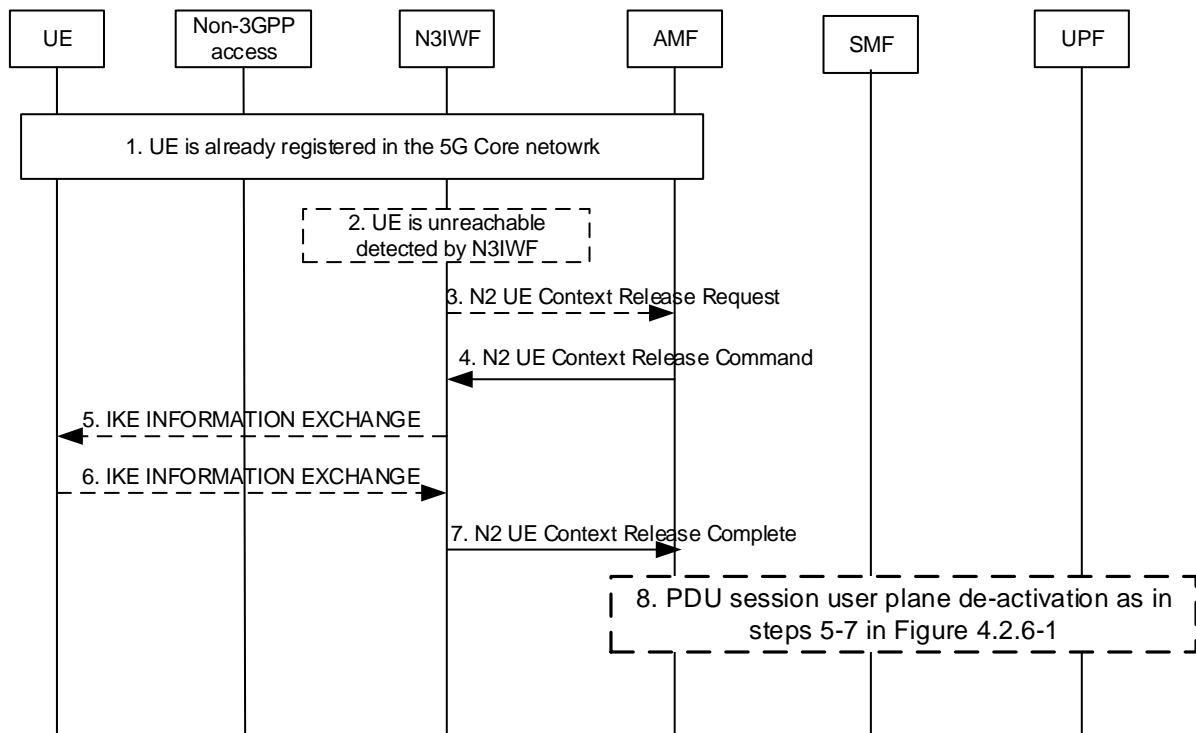 UE
Non-3GPP
access
N3IWF
AMF
SMF
UPF
1. UE is already registered in the 5G Core netowrk
2. UE is unreachable
detected by N3IWF
3. N2 UE Context Release Request
4. N2 UE Context Release Command
5. IKE INFORMATION EXCHANGE
6. IKE INFORMATION EXCHANGE
7. N2 UE Context Release Complete
8. PDU session user plane de-activation as in
steps 5-7 in Figure 4.2.6-1